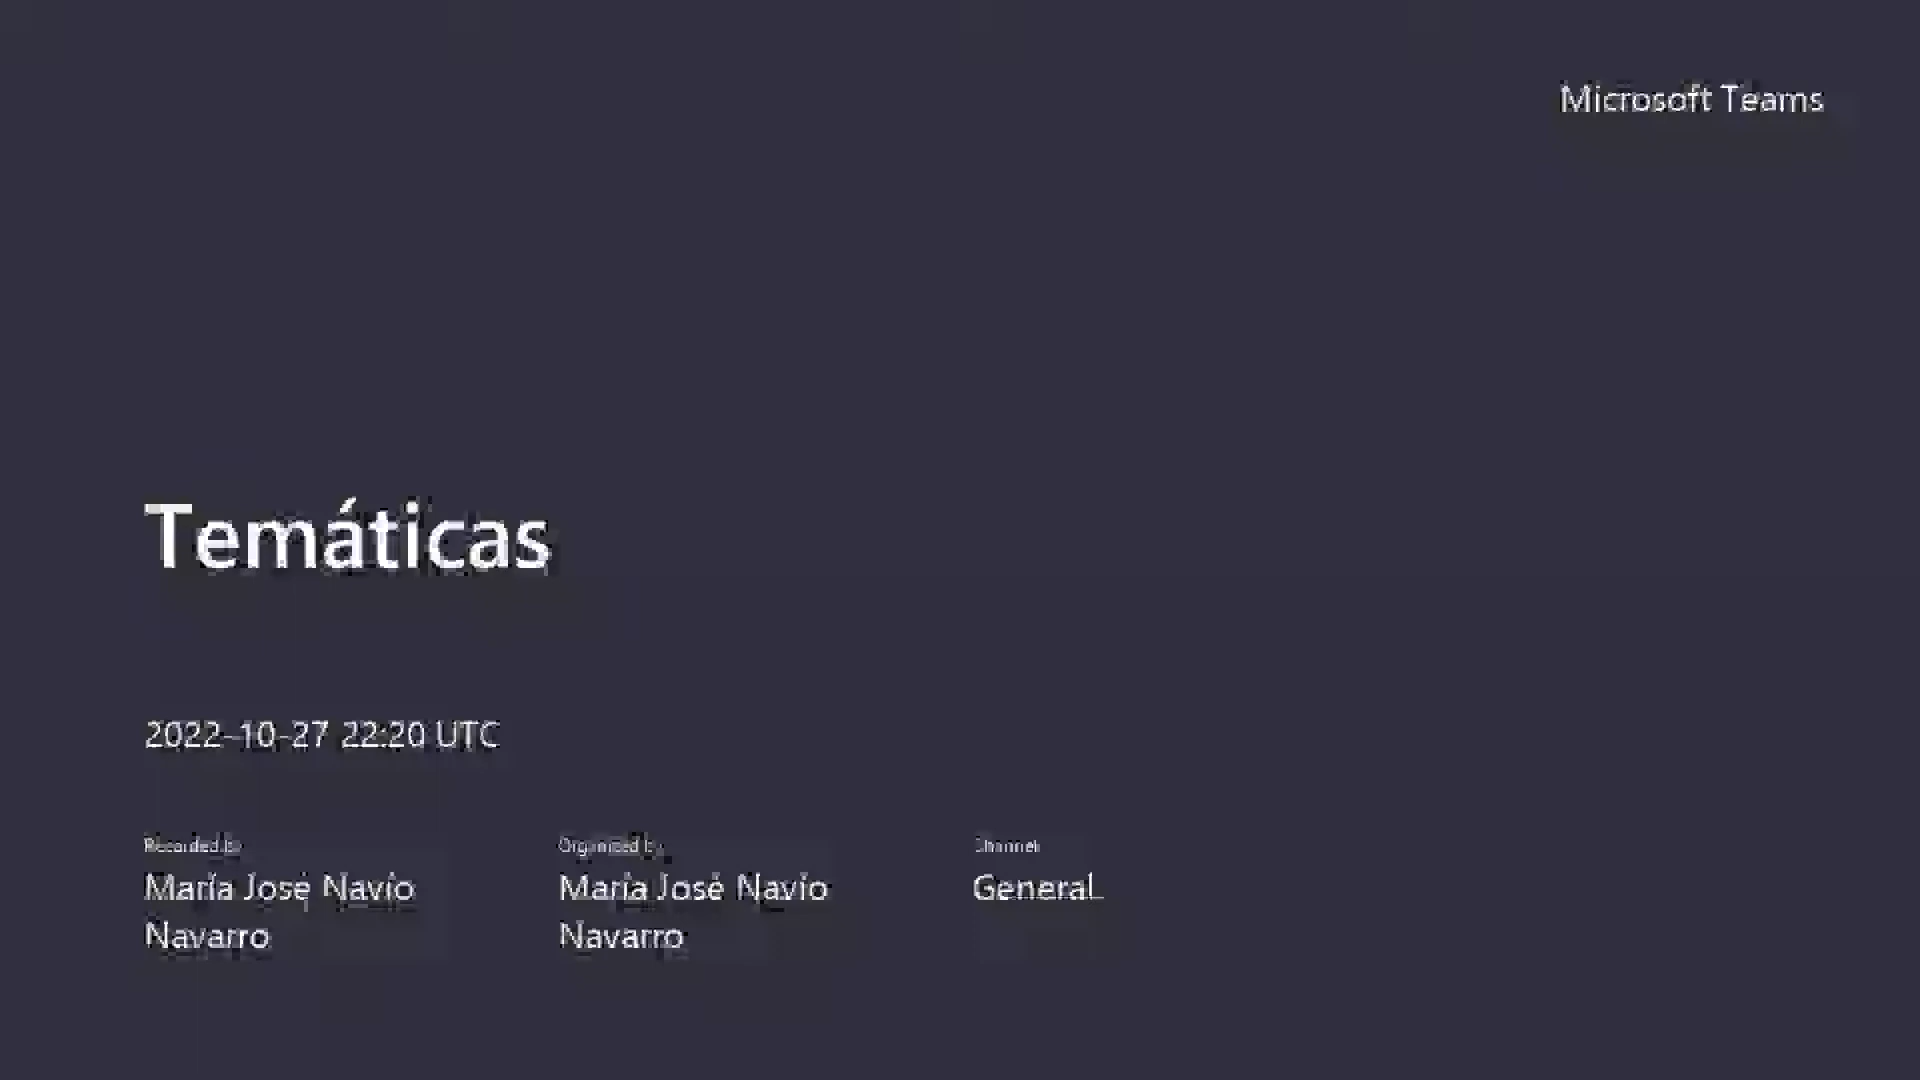 Microsoft Teams
Temáticas
2022-10-27 22:20 UTC
Recorded by
Organized by
Channel
María José Navío
Navarro
María José Navío
Navarro
General